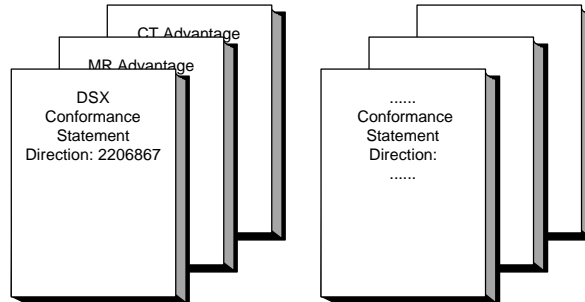 CT Advantage
MR Advantage
DSX
Conformance
Statement
Direction: 2206867
......
Conformance
Statement
Direction:
......